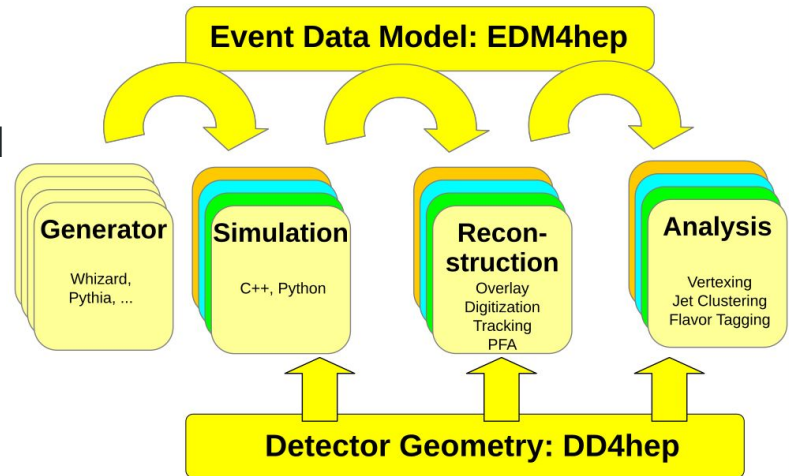 Event Data Model: EDM4hep
Generator
Whizard,
Pythia, ...
Simulation
C++, Python
Recon-
struction
Overlay
Digitization
Tracking
PFA
Analysis
Vertexing
Jet Clustering
Flavor Tagging
Detector Geometry: DD4hep